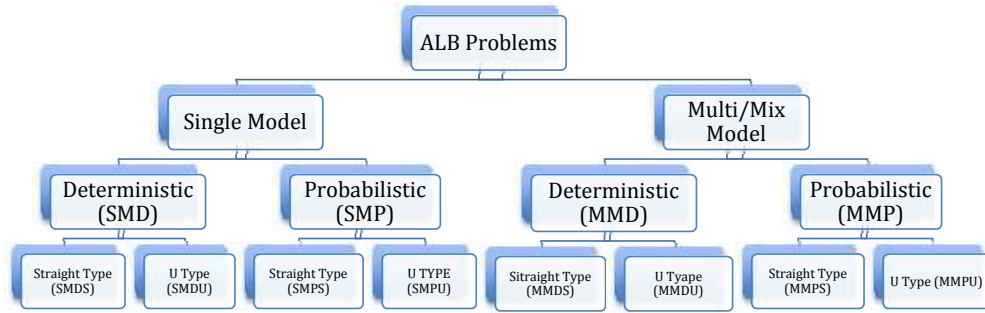 ALB Problems
Single Model
Multi/Mix
Model
Deterministic
(SMD)
Probabilistic
(SMP)
Deterministic
(MMD)
Probabilistic
(MMP)
Straight Type
(SMDS)
U Type
(SMDU)
Straight Type
(SMPS)
U TYPE
(SMPU)
Sitraight Type
(MMDS)
U Tyape
(MMDU)
Straight Type
(MMPS)
U Type (MMPU)